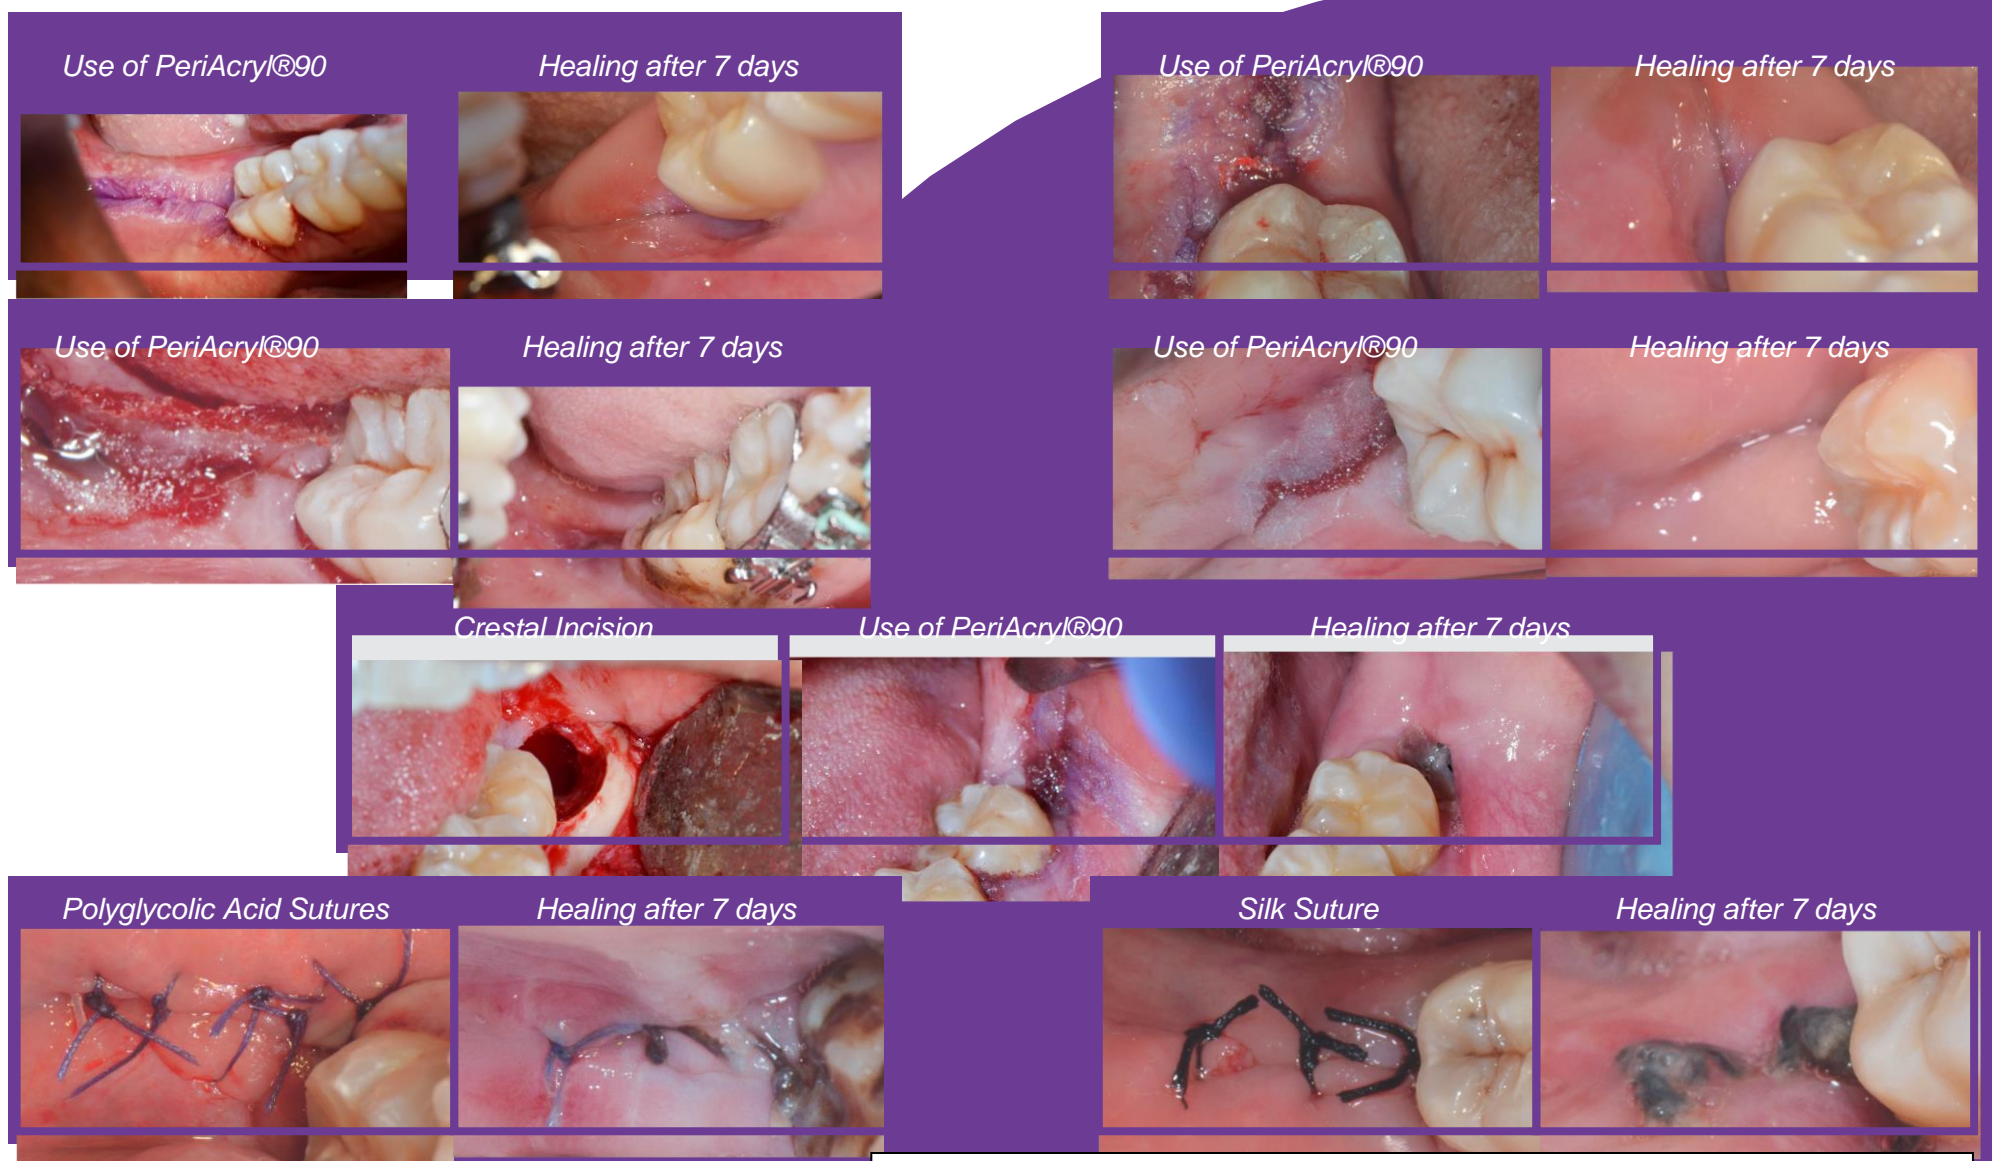 Use of PeriAcryl®90
Healing after 7 days
Use of PeriAcryl®90
Healing after 7 days
Use of PeriAcryl®90
Healing after 7 days
Use of PeriAcryl®90
Healing after 7 days
Crestal Incision
Use of PeriAcryl®90
Healing after 7 days
Polyglycolic Acid Sutures
Healing after 7 days
Silk Suture
Healing after 7 days